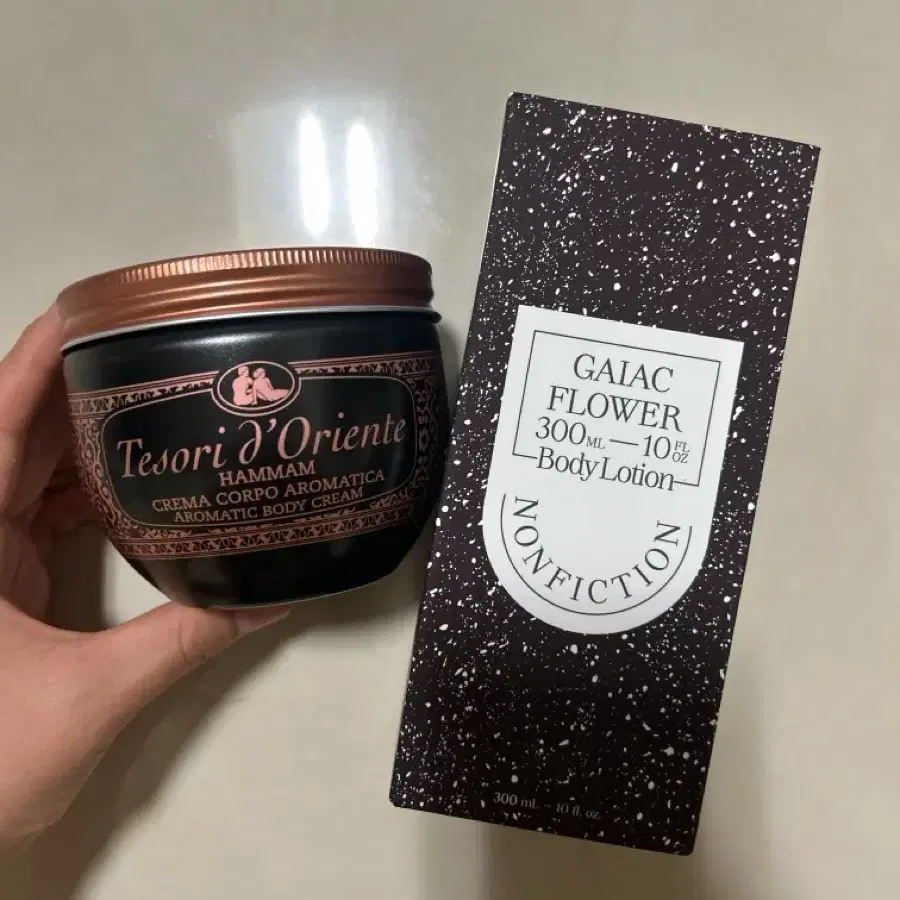 Tesori d'Oriente
HAMMAM
CREMA CORPO AROMATICA
AROMATIC BODY CREAM
GAIAC
FLOWER
300ML — 10 FL OZ
Body Lotion
NONFICTION
300 mL - 10 fl. oz.